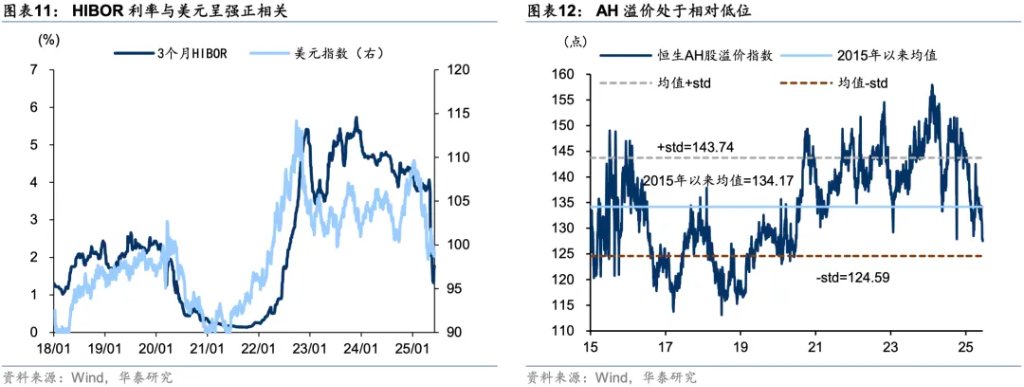 图表11： HIBOR 利率与美元呈强正相关
(%)
3个月HIBOR
美元指数（右）
7
6
5
4
3
2
1
0
120
115
110
105
100
95
90
18/01
19/01
20/01
21/01
22/01
23/01
24/01
25/01
资料来源：Wind，华泰研究
图表12： AH 溢价处于相对低位
(点)
恒生AH股溢价指数
2015年以来均值
均值+std
均值-std
160
155
150
145
140
135
130
125
120
115
110
+std=143.74
2015年以来均值=134.17
-std=124.59
15
17
19
21
23
25
资料来源：Wind，华泰研究